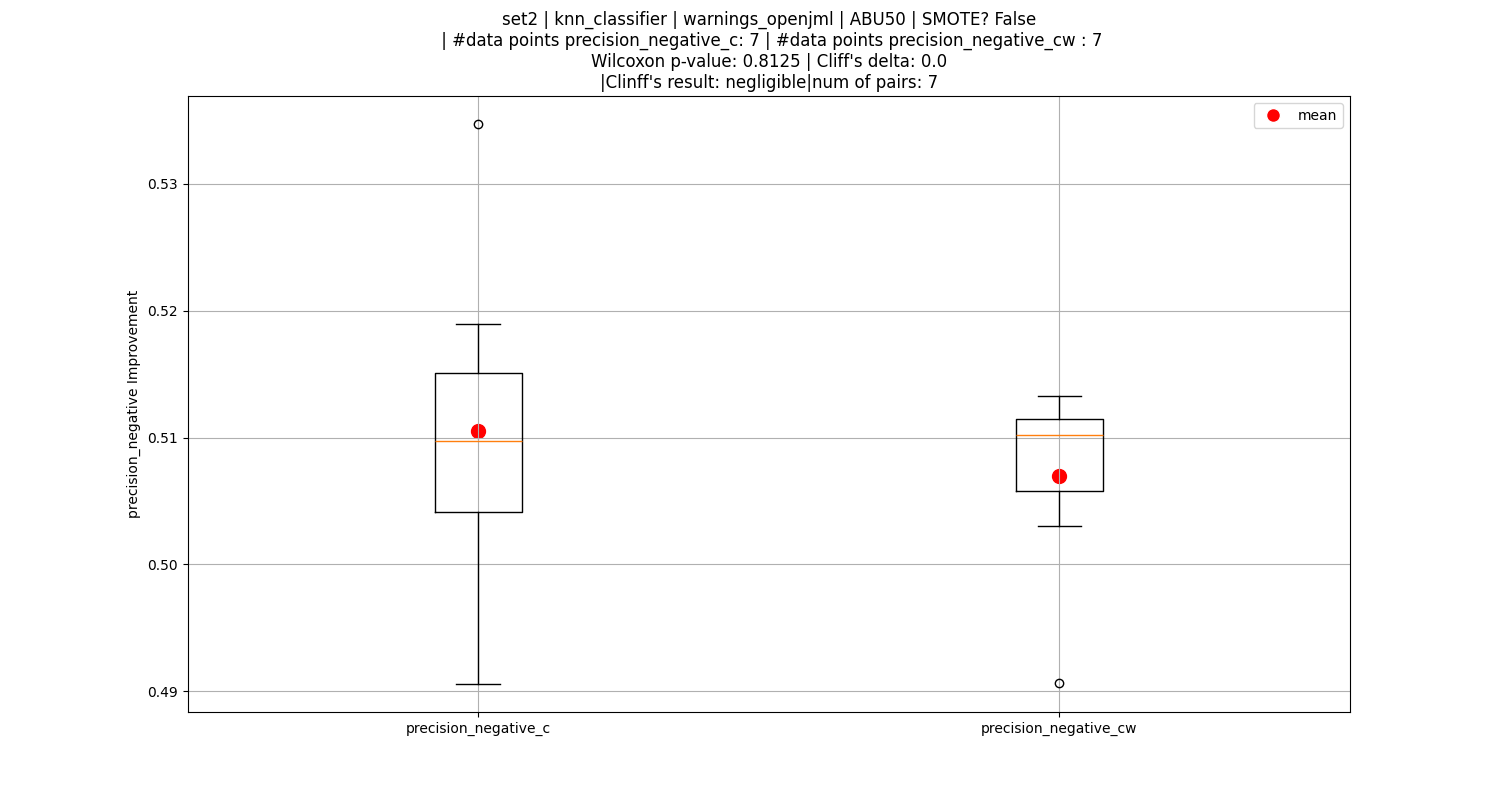 set2 | knn_classifier | warnings_openjml | ABU50 | SMOTE? False
| #data points precision_negative_c: 7 | #data points precision_negative_cw : 7
Wilcoxon p-value: 0.8125 | Cliff's delta: 0.0
|Clinff's result: negligible|num of pairs: 7
mean
0.53
0.52
0.51
0.50
0.49
precision_negative Improvement
precision_negative_c
precision_negative_cw